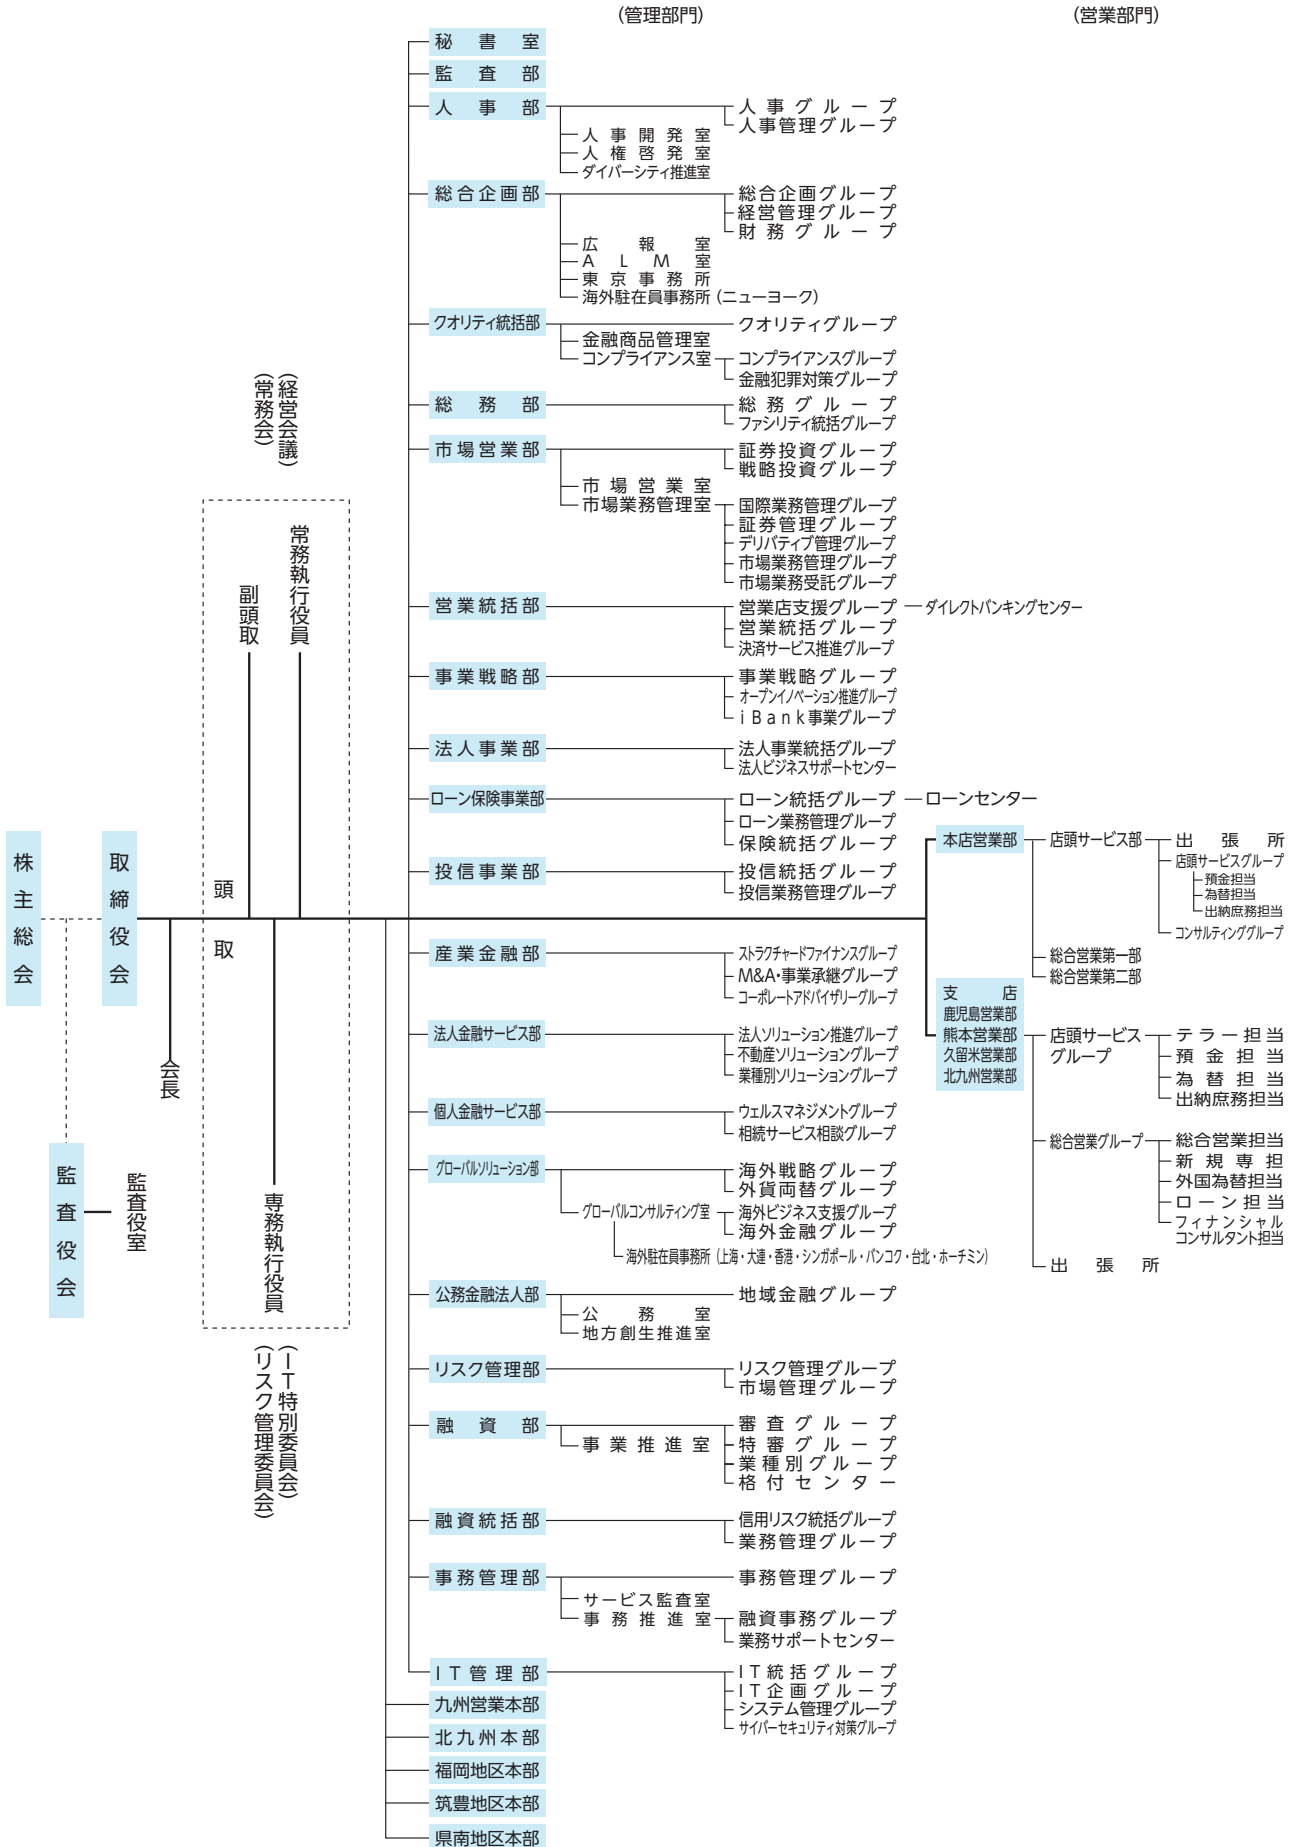 (管理部門)
(営業部門)
秘書室
監査部
人事部
人事グループ
人事管理グループ
人事開発室
人権啓発室
ダイバーシティ推進室
総合企画部
総合企画グループ
経営管理グループ
財務グループ
広報室
ALM室
東京事務所
海外駐在員事務所(ニューヨーク)
クオリティ統括部
クオリティグループ
金融商品管理室
コンプライアンス室
コンプライアンスグループ
金融犯罪対策グループ
総務部
総務グループ
ファシリティ統括グループ
市場営業部
証券投資グループ
戦略投資グループ
市場営業室
市場業務管理室
国際業務管理グループ
証券管理グループ
デリバティブ管理グループ
市場業務管理グループ
市場業務受託グループ
営業統括部
営業店支援グループ
ダイレクトバンキングセンター
営業統括グループ
決済サービス推進グループ
事業戦略部
事業戦略グループ
オープンイノベーション推進グループ
iBank事業グループ
法人事業部
法人事業統括グループ
法人ビジネスサポートセンター
ローン保険事業部
ローン統括グループ
ローンセンター
ローン業務管理グループ
保険統括グループ
投信事業部
投信統括グループ
投信業務管理グループ
産業金融部
ストラクチャードファイナンスグループ
M&A・事業承継グループ
コーポレートアドバイザリーグループ
法人金融サービス部
法人ソリューション推進グループ
不動産ソリューショングループ
業種別ソリューショングループ
個人金融サービス部
ウェルスマネジメントグループ
相続サービス相談グループ
グローバルソリューション部
海外戦略グループ
外貨両替グループ
グローバルコンサルティング室
海外ビジネス支援グループ
海外金融グループ
海外駐在員事務所(上海・大連・香港・シンガポール・バンコク・台北・ホーチミン)
公務金融法人部
地域金融グループ
公務室
地方創生推進室
リスク管理部
リスク管理グループ
市場管理グループ
融資部
審査グループ
事業推進室
特審グループ
業種別グループ
格付センター
融資統括部
信用リスク統括グループ
業務管理グループ
事務管理部
事務管理グループ
サービス監査室
事務推進室
融資事務グループ
業務サポートセンター
IT管理部
IT統括グループ
IT企画グループ
システム管理グループ
サイバーセキュリティ対策グループ
九州営業本部
北九州本部
福岡地区本部
筑豊地区本部
県南地区本部
(経営会議)
(常務会)
常務執行役員
副頭取
株主総会
取締役会
頭取
会長
監査役会
監査役室
専務執行役員
(IT特別委員会)
(リスク管理委員会)
本店営業部
店頭サービス部
出張所
店頭サービスグループ
預金担当
為替担当
出納庶務担当
コンサルティンググループ
総合営業第一部
総合営業第二部
支店
鹿児島営業部
熊本営業部
久留米営業部
北九州営業部
店頭サービス
グループ
テラー担当
預金担当
為替担当
出納庶務担当
総合営業グループ
総合営業担当
新規専担
外国為替担当
ローン担当
フィナンシャル
コンサルタント担当
出張所